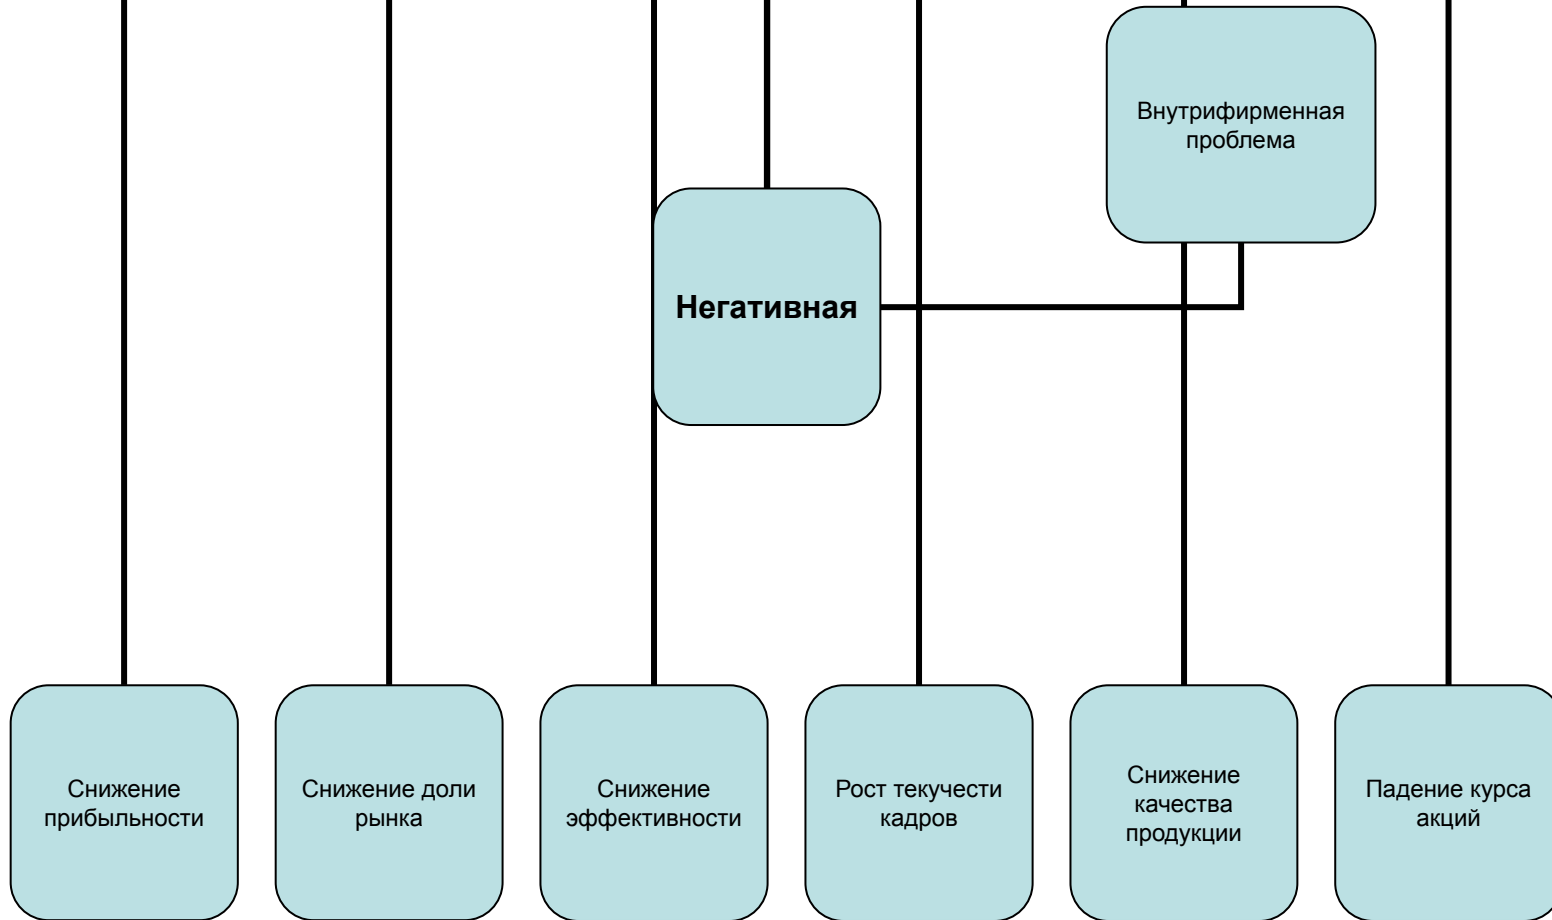 Внутрифирменная
проблема
Негативная
Снижение
прибыльности
Снижение доли
рынка
Снижение
эффективности
Рост текучести
кадров
Снижение
качества
продукции
Падение курса
акций